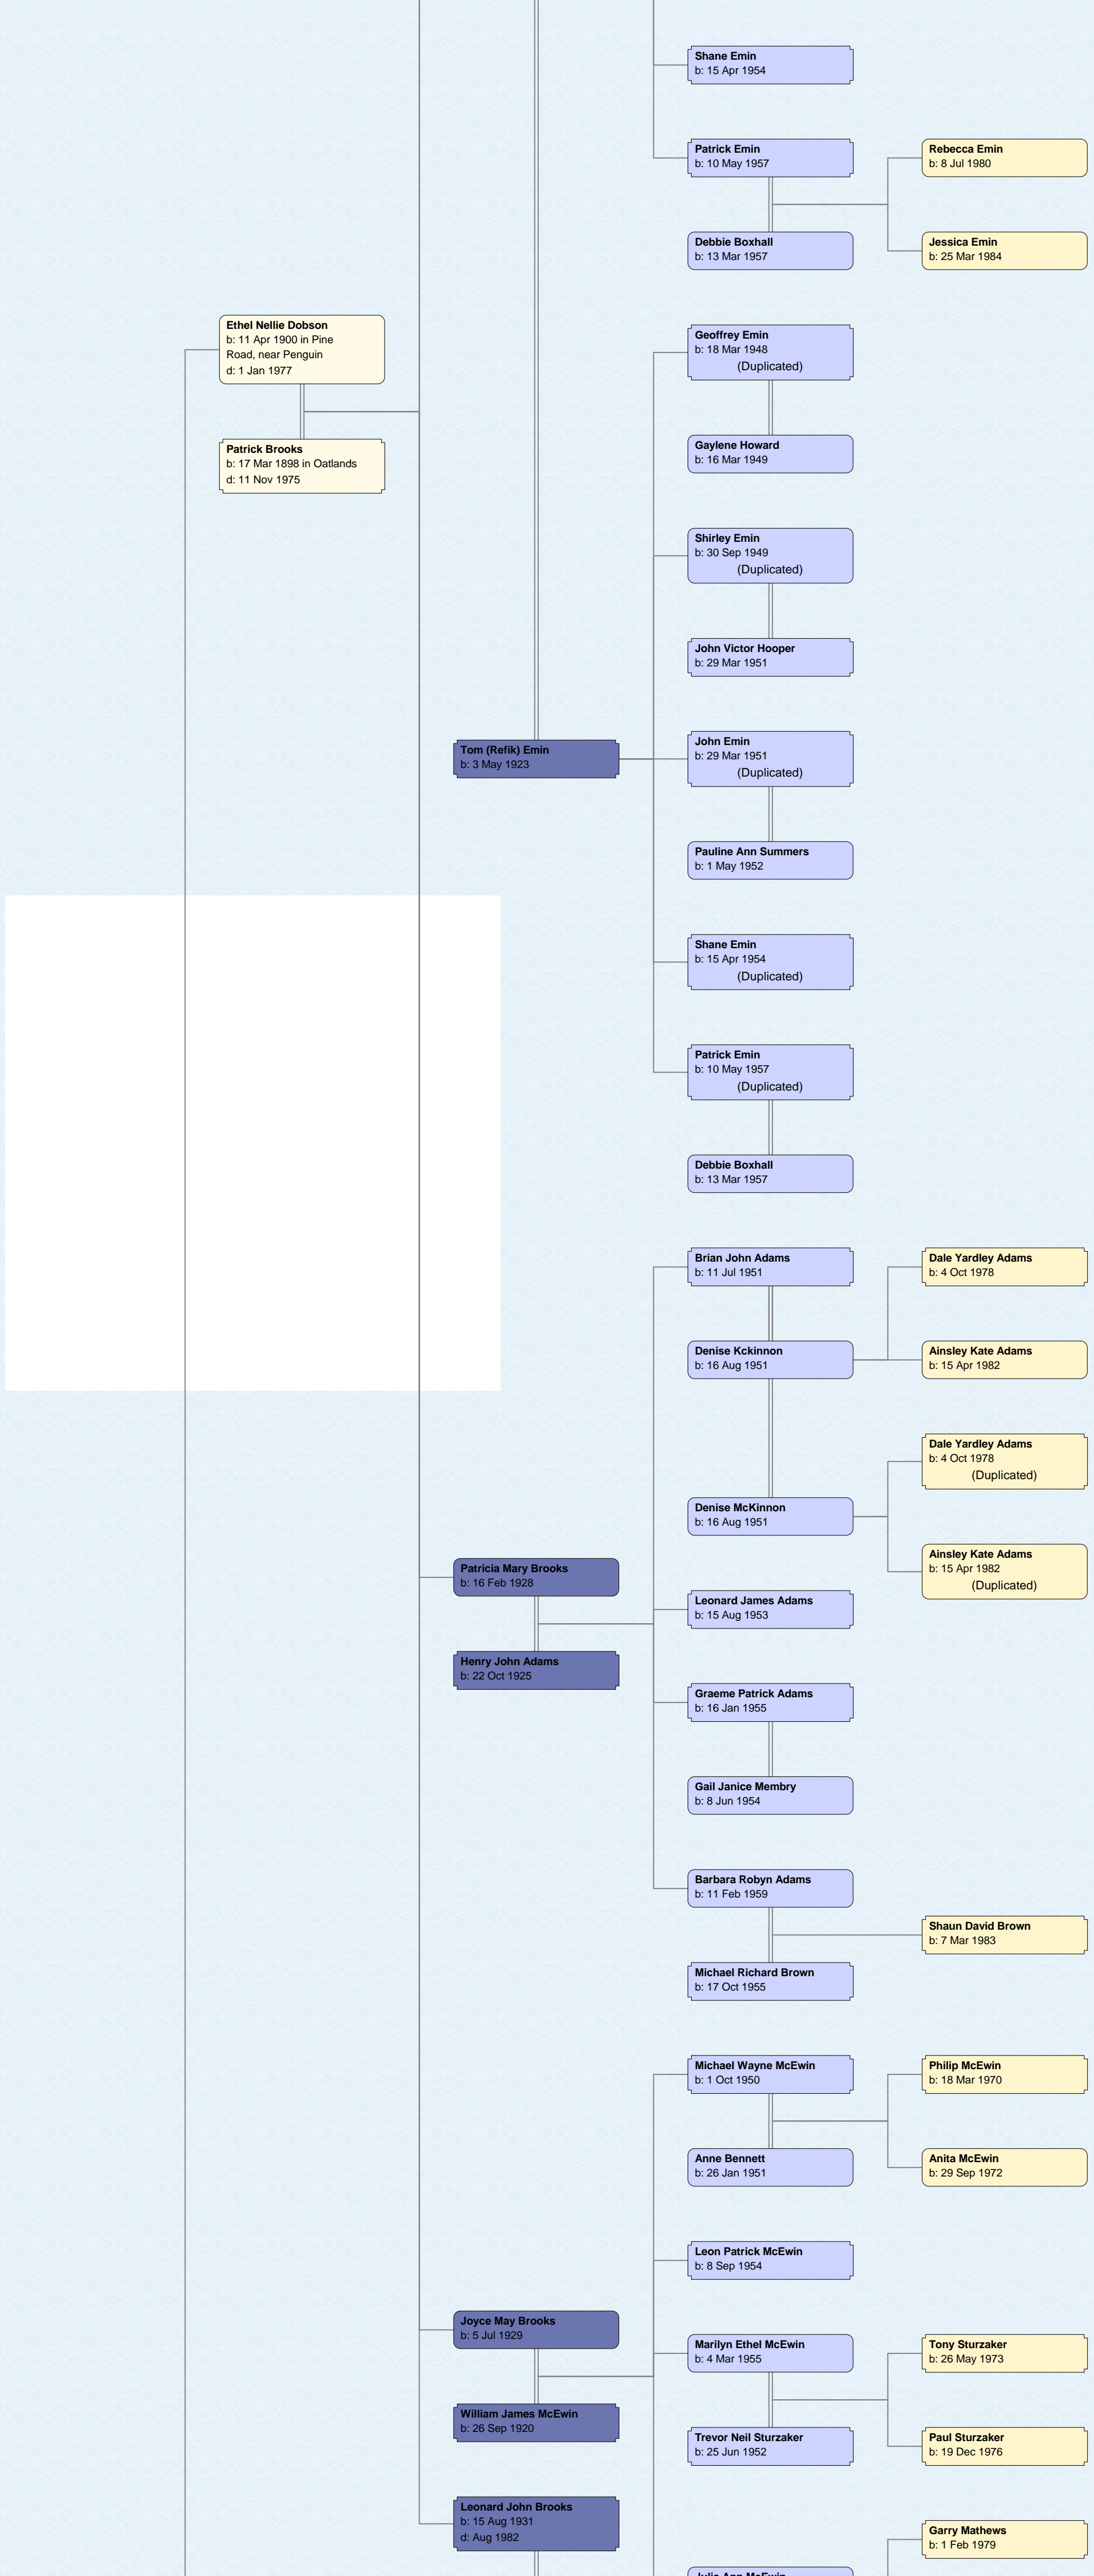 Shane Emin
b: 15 Apr 1954
Patrick Emin
b: 10 May 1957
Rebecca Emin
b: 8 Jul 1980
Debbie Boxhall
b: 13 Mar 1957
Jessica Emin
b: 25 Mar 1984
Ethel Nellie Dobson
b: 11 Apr 1900 in Pine
Road, near Penguin
d: 1 Jan 1977
Geoffrey Emin
b: 18 Mar 1948
(Duplicated)
Patrick Brooks
b: 17 Mar 1898 in Oatlands
d: 11 Nov 1975
Gaylene Howard
b: 16 Mar 1949
Shirley Emin
b: 30 Sep 1949
(Duplicated)
John Victor Hooper
b: 29 Mar 1951
Tom (Refik) Emin
b: 3 May 1923
John Emin
b: 29 Mar 1951
(Duplicated)
Pauline Ann Summers
b: 1 May 1952
Shane Emin
b: 15 Apr 1954
(Duplicated)
Patrick Emin
b: 10 May 1957
(Duplicated)
Debbie Boxhall
b: 13 Mar 1957
Brian John Adams
b: 11 Jul 1951
Dale Yardley Adams
b: 4 Oct 1978
Denise Kckinnon
b: 16 Aug 1951
Ainsley Kate Adams
b: 15 Apr 1982
Dale Yardley Adams
b: 4 Oct 1978
(Duplicated)
Denise McKinnon
b: 16 Aug 1951
Ainsley Kate Adams
b: 15 Apr 1982
(Duplicated)
Patricia Mary Brooks
b: 16 Feb 1928
Leonard James Adams
b: 15 Aug 1953
Henry John Adams
b: 22 Oct 1925
Graeme Patrick Adams
b: 16 Jan 1955
Gail Janice Membry
b: 8 Jun 1954
Barbara Robyn Adams
b: 11 Feb 1959
Shaun David Brown
b: 7 Mar 1983
Michael Richard Brown
b: 17 Oct 1955
Michael Wayne McEwin
b: 1 Oct 1950
Philip McEwin
b: 18 Mar 1970
Anne Bennett
b: 26 Jan 1951
Anita McEwin
b: 29 Sep 1972
Leon Patrick McEwin
b: 8 Sep 1954
Joyce May Brooks
b: 5 Jul 1929
Marilyn Ethel McEwin
b: 4 Mar 1955
Tony Sturzaker
b: 26 May 1973
William James McEwin
b: 26 Sep 1920
Trevor Neil Sturzaker
b: 25 Jun 1952
Paul Sturzaker
b: 19 Dec 1976
Leonard John Brooks
b: 15 Aug 1931
d: Aug 1982
Garry Mathews
b: 1 Feb 1979